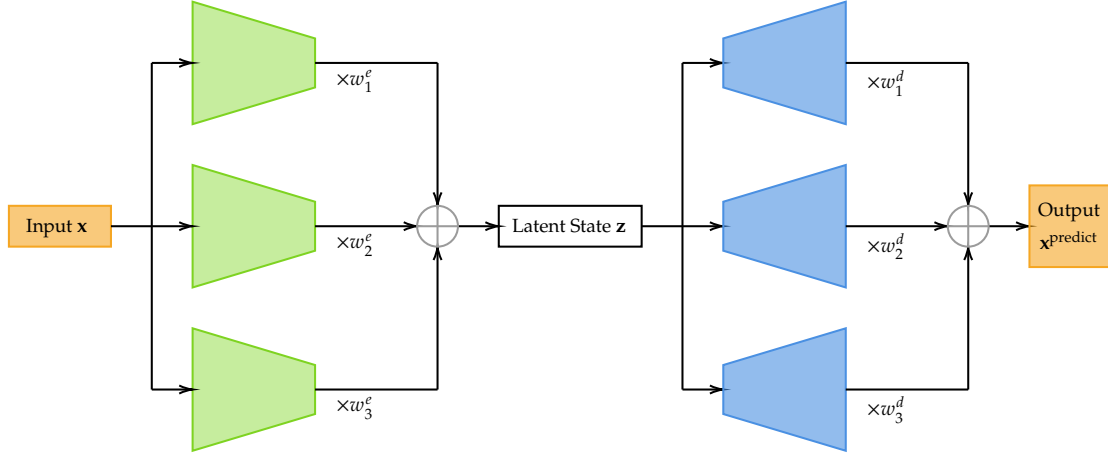 ×w₁ᵉ
×w₁ᵈ
Input x
×w₂ᵉ
Latent State z
×w₂ᵈ
Output
xᵖʳᵉᵈⁱᶜᵗ
×w₃ᵉ
×w₃ᵈ